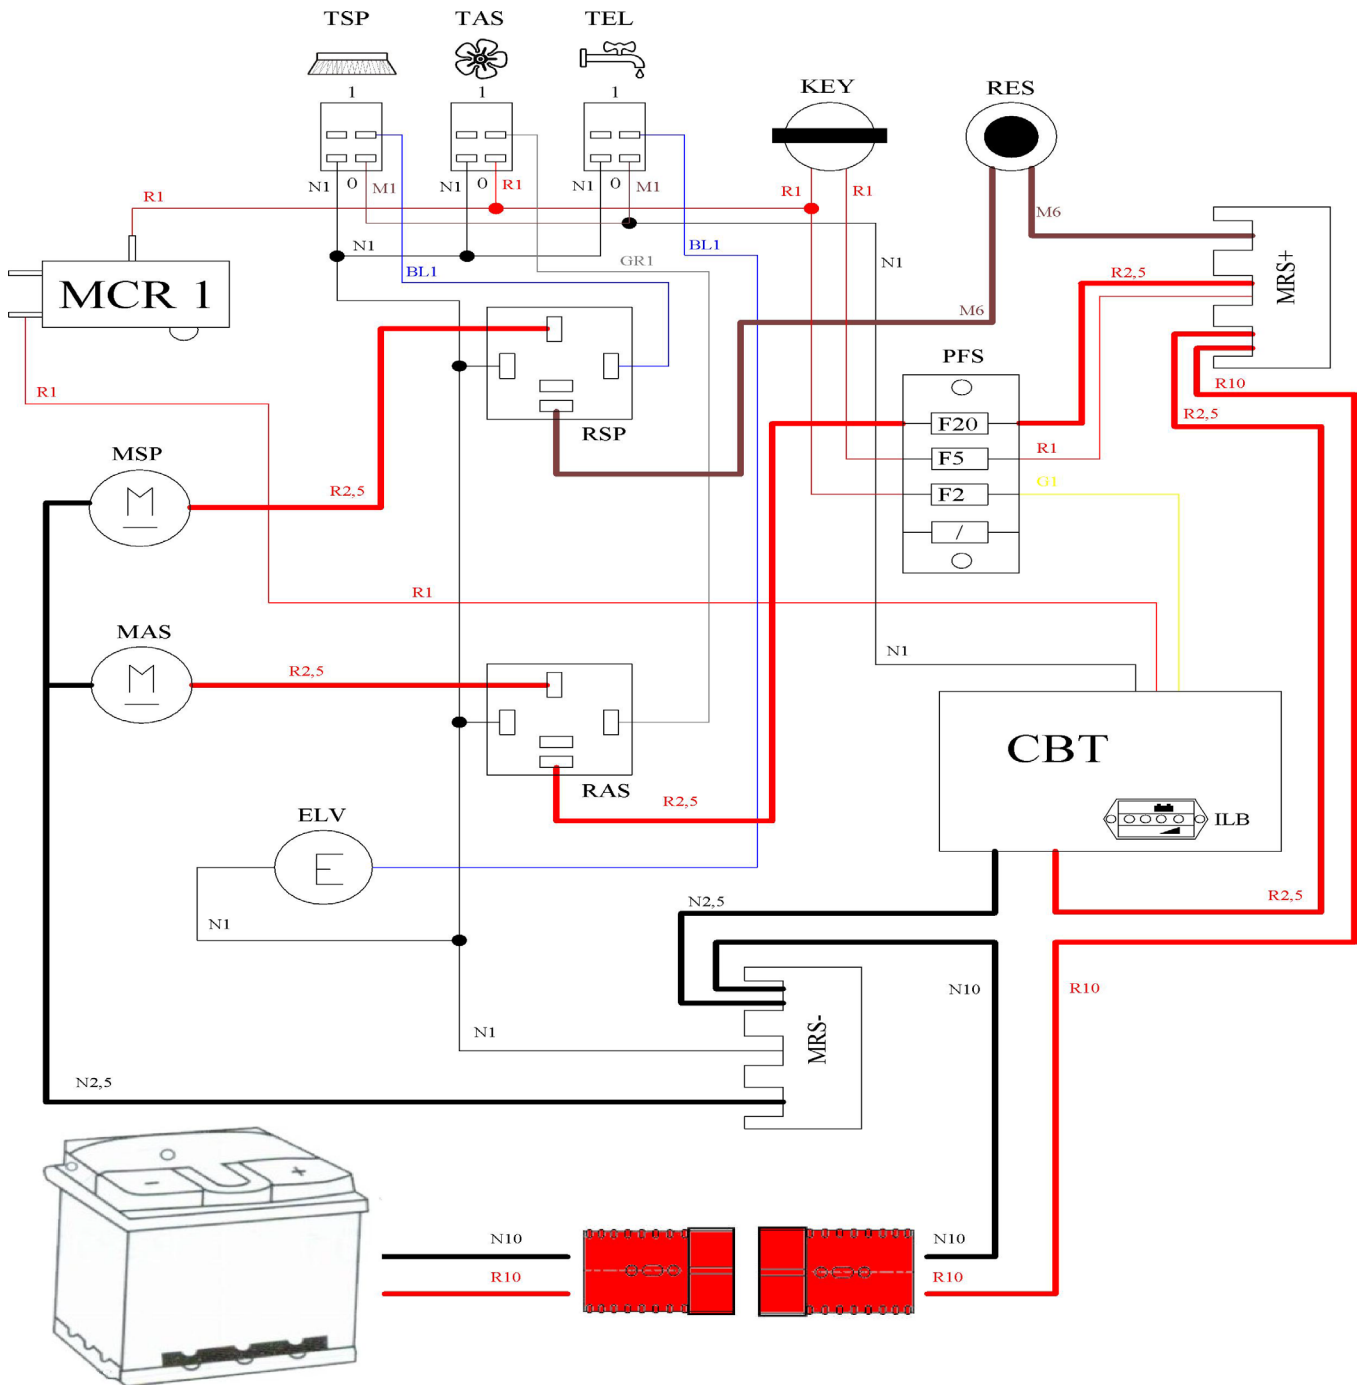 TSP TAS TEL
1 1 1
KEY RES
N1 0 M1 N1 0 R1 N1 0 M1
R1 R1
R1
M6
N1 BL1 GR1 BL1 N1
R2,5
MCR 1
MRS+
M6
PFS
R1
R10
R2,5
F20
RSP
R1
MSP
F5
R2,5
F2
G1
/
R1
MAS
N1
R2,5
CBT
RAS
R2,5
ELV
ILB
N2,5
R2,5
N1
N10 R10
N1
MRS-
N2,5
- +
N10 N10
R10 R10